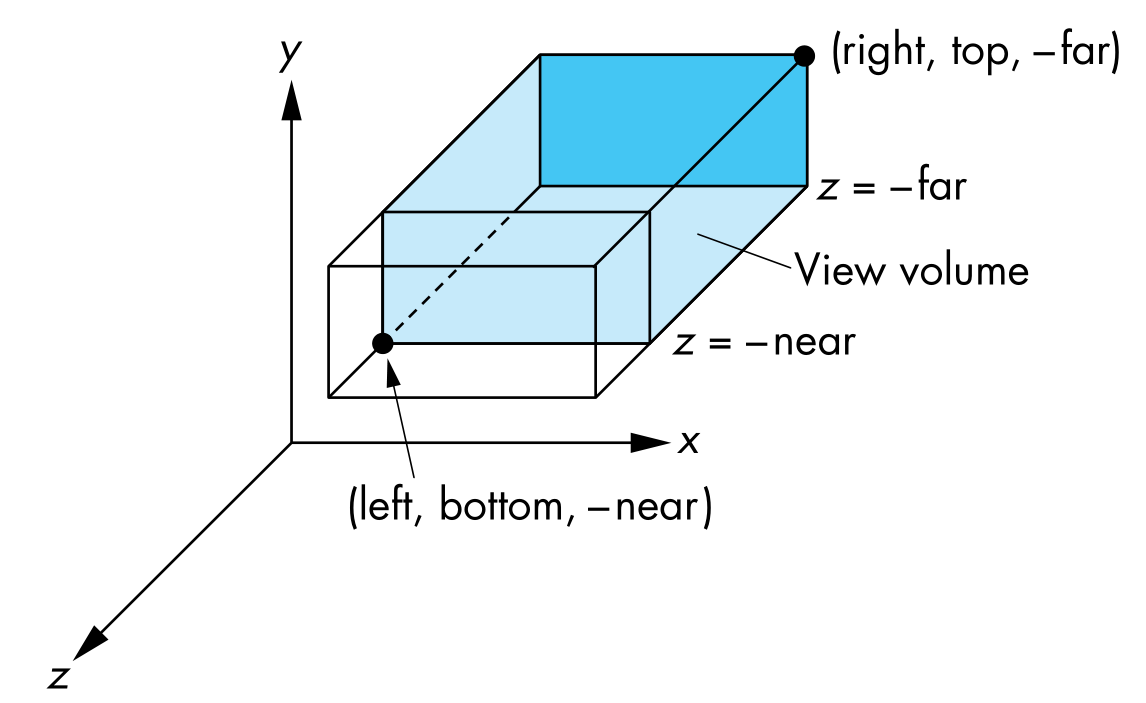 y
(right, top, –far)
z = –far
View volume
z = –near
x
(left, bottom, –near)
z